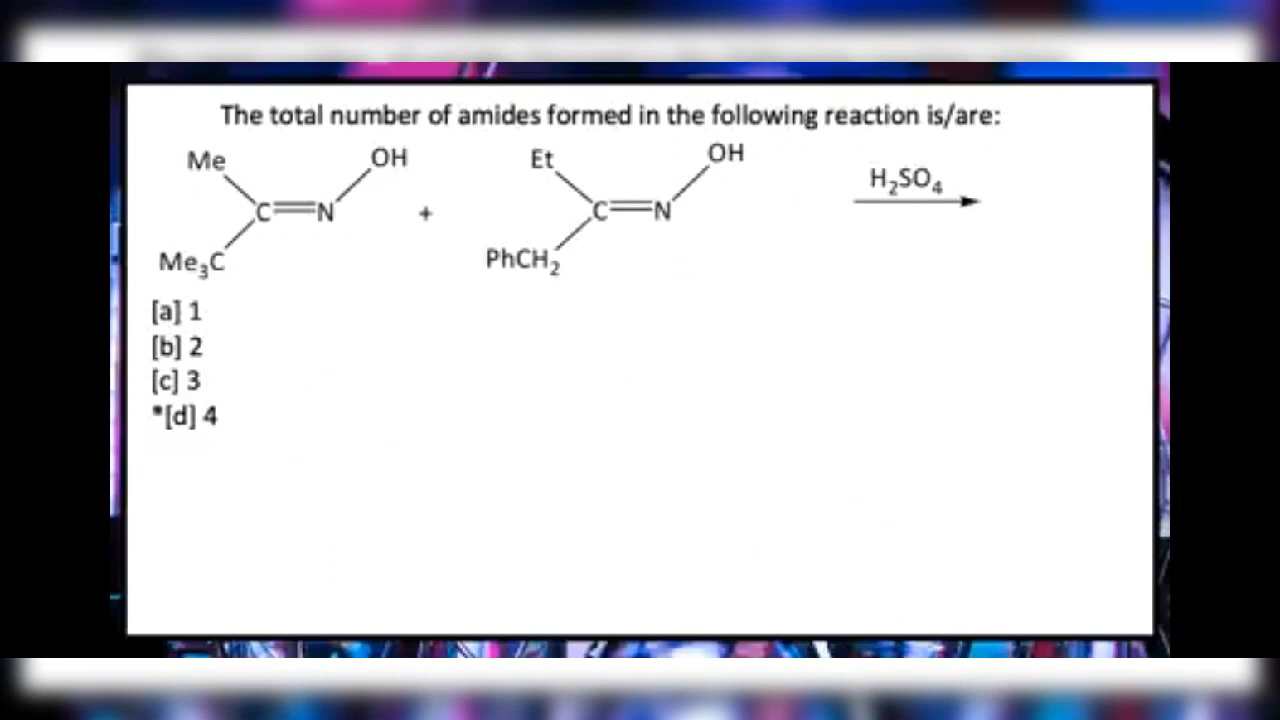 The total number of amides formed in the following reaction is/are:
Me OH Et OH
C=N + C=N H₂SO₄
Me₃C PhCH₂
[a] 1
[b] 2
[c] 3
*[d] 4